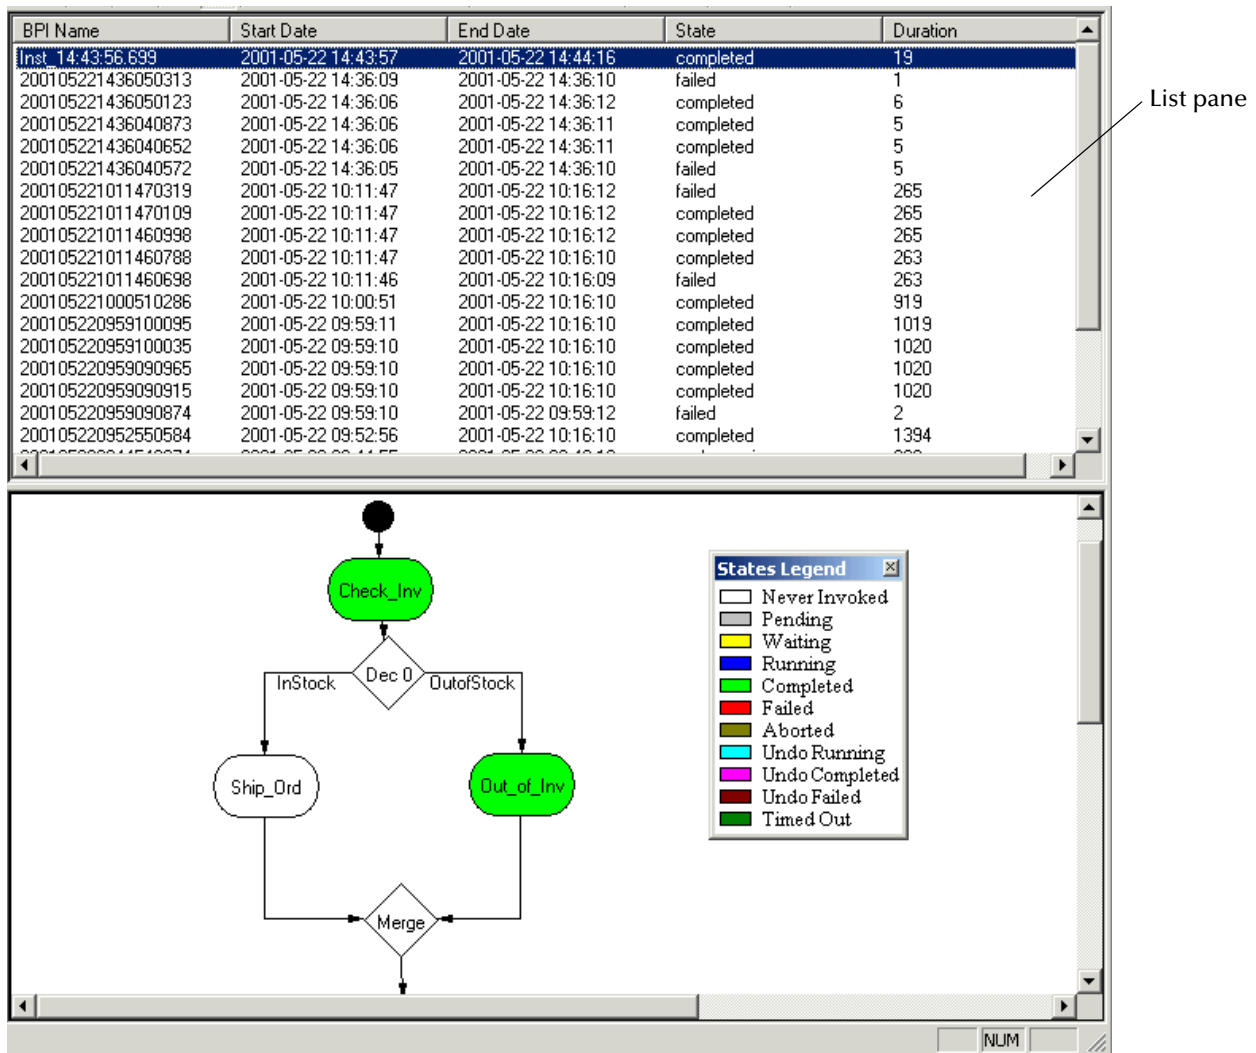 BPI Name Start Date End Date State Duration
Inst_14:43:56.699 2001-05-22 14:43:57 2001-05-22 14:44:16 completed 19
200105221436050313 2001-05-22 14:36:09 2001-05-22 14:36:10 failed 1
200105221436050123 2001-05-22 14:36:06 2001-05-22 14:36:12 completed 6
List pane
200105221436040873 2001-05-22 14:36:06 2001-05-22 14:36:11 completed 5
200105221436040652 2001-05-22 14:36:06 2001-05-22 14:36:11 completed 5
200105221436040572 2001-05-22 14:36:05 2001-05-22 14:36:10 failed 5
200105221011470319 2001-05-22 10:11:47 2001-05-22 10:16:12 failed 265
200105221011470109 2001-05-22 10:11:47 2001-05-22 10:16:12 completed 265
200105221011460998 2001-05-22 10:11:47 2001-05-22 10:16:12 completed 265
200105221011460788 2001-05-22 10:11:47 2001-05-22 10:16:10 completed 263
200105221011460698 2001-05-22 10:11:46 2001-05-22 10:16:09 failed 263
200105221000510286 2001-05-22 10:00:51 2001-05-22 10:16:10 completed 919
200105220959100095 2001-05-22 09:59:11 2001-05-22 10:16:10 completed 1019
200105220959100035 2001-05-22 09:59:10 2001-05-22 10:16:10 completed 1020
200105220959090965 2001-05-22 09:59:10 2001-05-22 10:16:10 completed 1020
200105220959090915 2001-05-22 09:59:10 2001-05-22 10:16:10 completed 1020
200105220959090874 2001-05-22 09:59:10 2001-05-22 09:59:12 failed 2
200105220952550584 2001-05-22 09:52:56 2001-05-22 10:16:10 completed 1394
Check_Inv
Dec 0
InStock
OutofStock
Ship_Ord
Out_of_Inv
Merge
States Legend
Never Invoked
Pending
Waiting
Running
Completed
Failed
Aborted
Undo Running
Undo Completed
Undo Failed
Timed Out
NUM